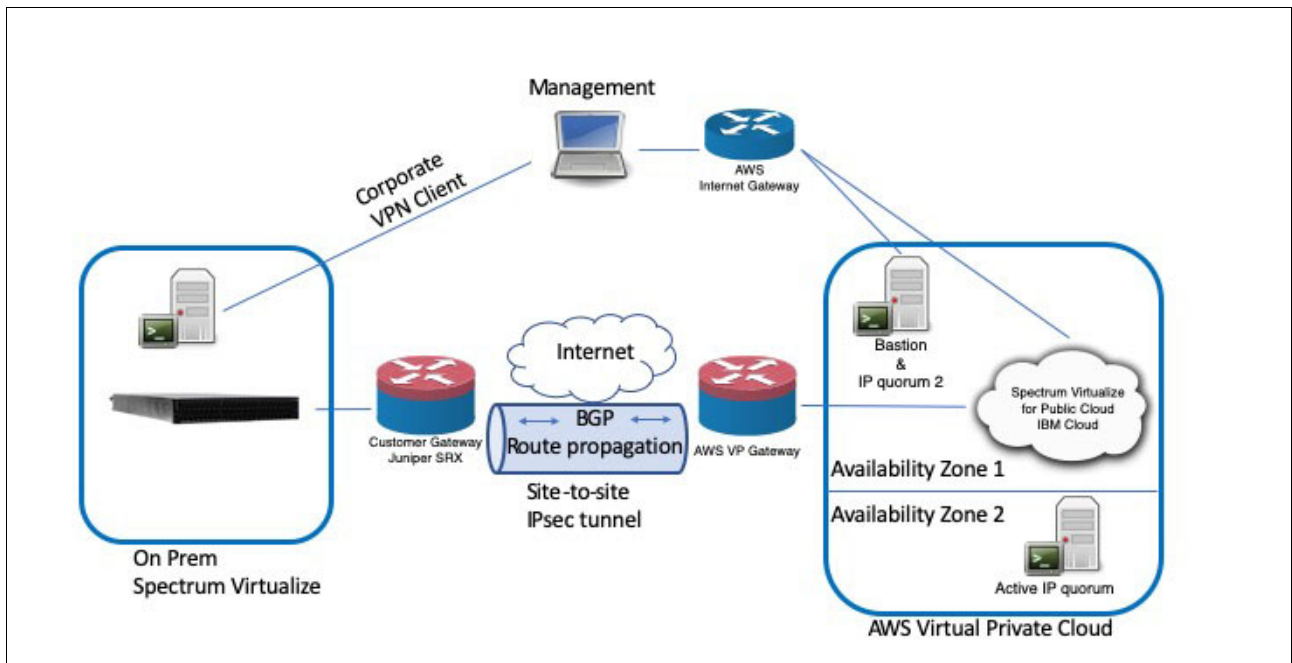 Management
AWS
Internet Gateway
Corporate
VPN Client
Internet
BGP
Route propagation
Customer Gateway
Juniper SRX
AWS VP Gateway
Site-to-site
IPsec tunnel
On Prem
Spectrum Virtualize
>_
Bastion
&
IP quorum 2
>_
Spectrum Virtualize
for Public Cloud
IBM Cloud
Availability Zone 1
Availability Zone 2
>_
Active IP quorum
AWS Virtual Private Cloud